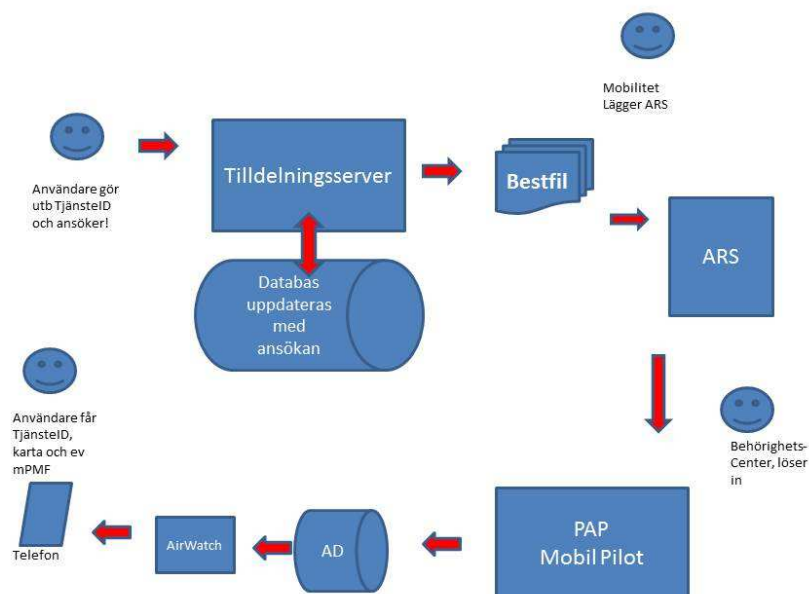 Mobilitet
Lägger ARS
Användare gör
utb TjänsteID
och ansöker!
Tilldelningsserver
Bestfil
ARS
Databas
uppdateras
med
ansökan
Användare får
TjänsteID,
karta och ev
mPMF
Telefon
AirWatch
AD
PAP
Mobil Pilot
Behörighets-
Center, löser
in